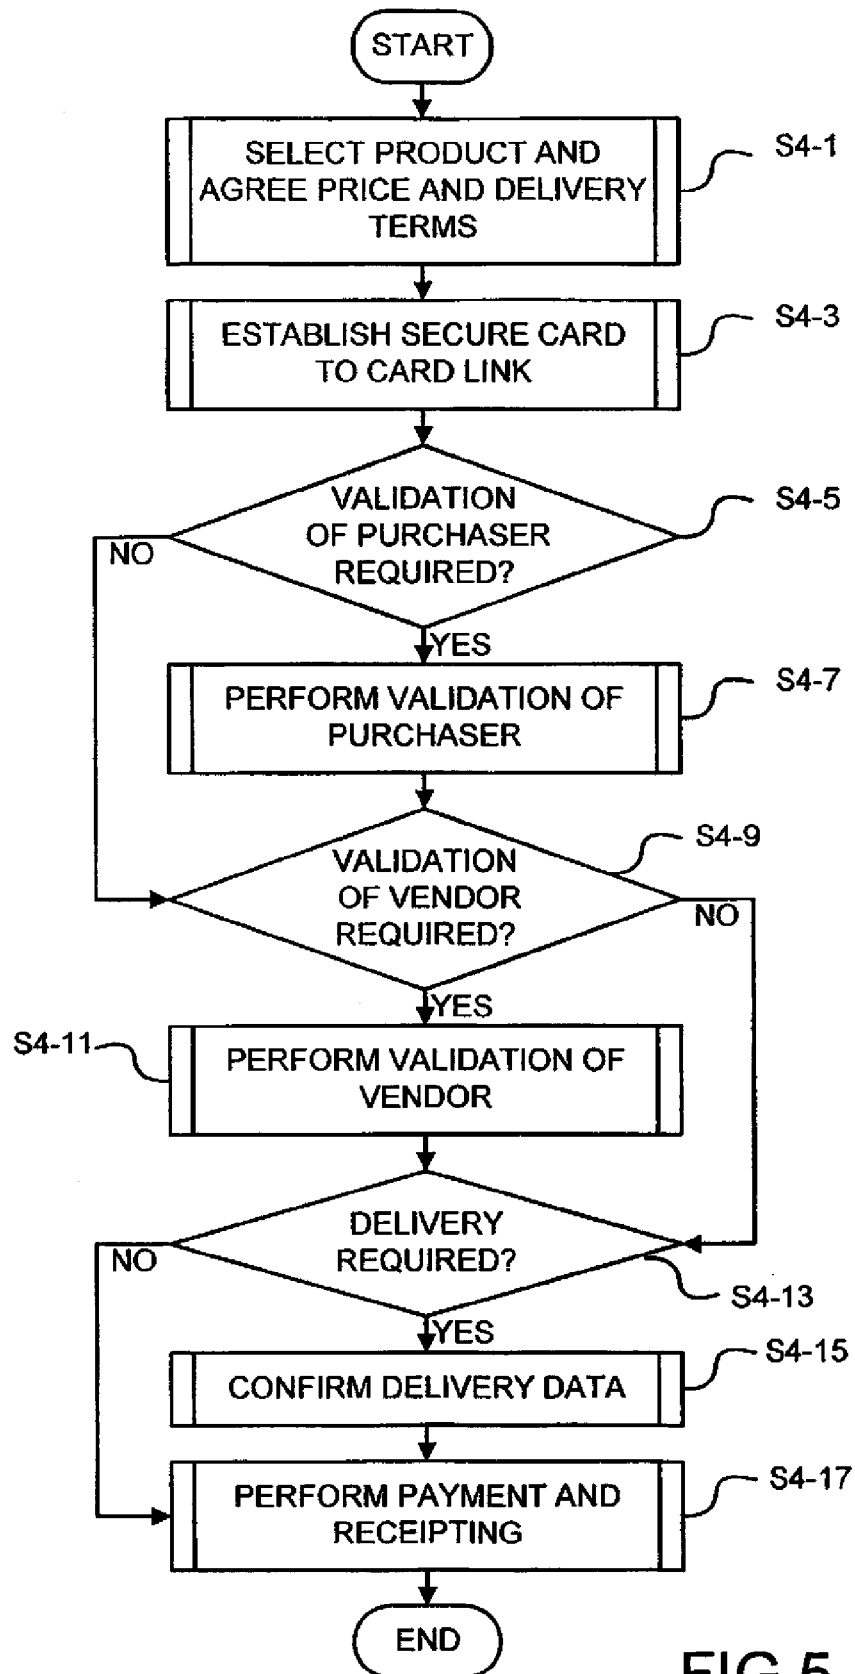 START
SELECT PRODUCT AND
AGREE PRICE AND DELIVERY
TERMS
S4-1
ESTABLISH SECURE CARD
TO CARD LINK
S4-3
VALIDATION
OF PURCHASER
REQUIRED?
S4-5
NO
YES
PERFORM VALIDATION OF
PURCHASER
S4-7
VALIDATION
OF VENDOR
REQUIRED?
S4-9
NO
YES
S4-11
PERFORM VALIDATION OF
VENDOR
DELIVERY
REQUIRED?
NO
S4-13
YES
S4-15
CONFIRM DELIVERY DATA
S4-17
PERFORM PAYMENT AND
RECEIPTING
END
FIG 5